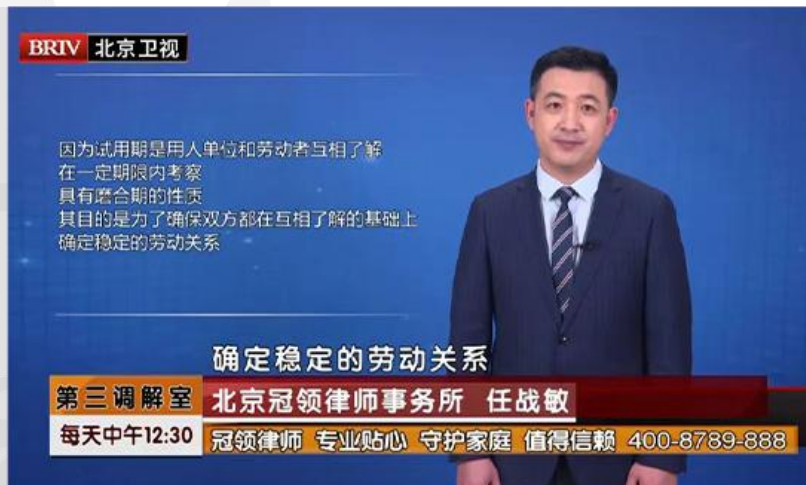 BRTV 北京卫视
因为试用期是用人单位和劳动者互相了解
在一定期限内考察
具有磨合期的性质
其目的是为了确保双方都在互相了解的基础上
确定稳定的劳动关系
确定稳定的劳动关系
第三调解室
北京冠领律师事务所 任战敏
每天中午12:30
冠领律师 专业贴心 守护家庭 值得信赖 400-8789-888